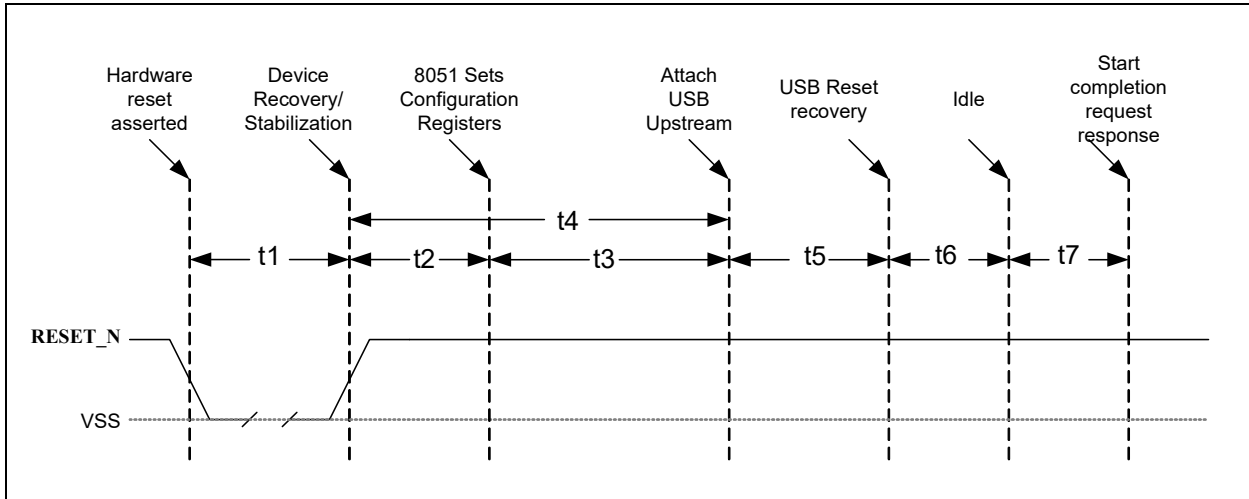 Hardware
reset
asserted
Device
Recovery/
Stabilization
8051 Sets
Configuration
Registers
Attach
USB
Upstream
USB Reset
recovery
Idle
Start
completion
request
response
t4
t1
t2
t3
t5
t6
t7
RESET_N
VSS